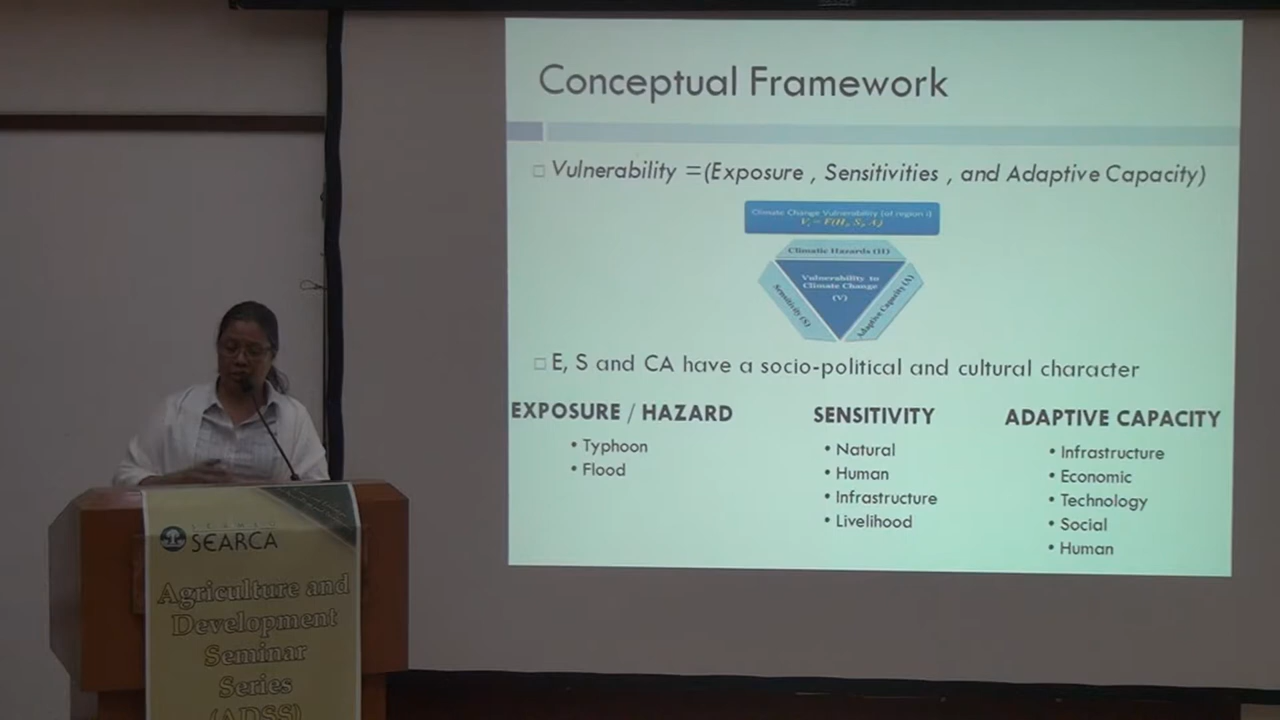 Conceptual Framework
Vulnerability =(Exposure , Sensitivities , and Adaptive Capacity)
Climate Change Vulnerability (of region i)
Climatic Hazards (H)
Vulnerability to
Climate Change
(V)
Sensitivity (S)
Adaptive Capacity (A)
E, S and CA have a socio-political and cultural character
EXPOSURE / HAZARD
• Typhoon
• Flood
SENSITIVITY
• Natural
• Human
• Infrastructure
• Livelihood
ADAPTIVE CAPACITY
• Infrastructure
• Economic
• Technology
• Social
• Human
SEARCA
Agriculture and
Development
Seminar
Series
(ADSS)